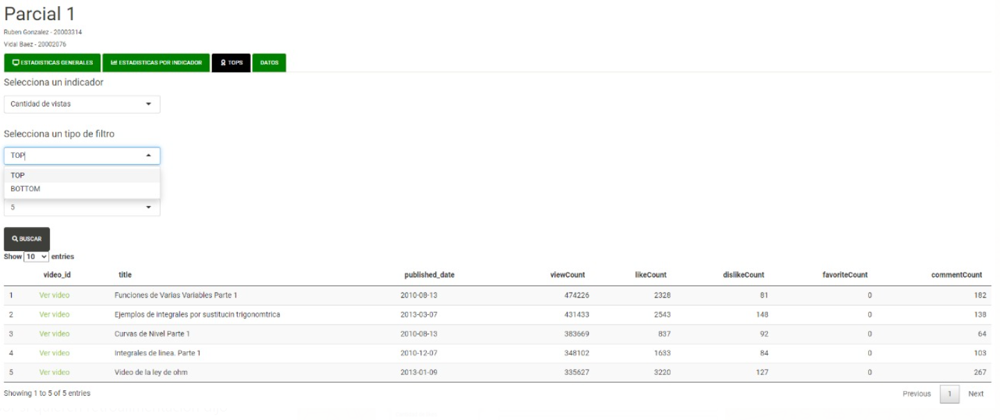 Parcial 1
Ruben Gonzalez - 20003314
Vidal Baez - 20002076
ESTADISTICAS GENERALES ESTADISTICAS POR INDICADOR TOPS DATOS
Selecciona un indicador
Cantidad de vistas
Selecciona un tipo de filtro
TOP
TOP
BOTTOM
5
BUSCAR
Show 10 entries
video_id title published_date viewCount likeCount dislikeCount favoriteCount commentCount
1 Ver video Funciones de Varias Variables Parte 1 2010-08-13 474226 2328 81 0 182
2 Ver video Ejemplos de integrales por sustitucin trigonomtrica 2013-03-07 431433 2543 148 0 138
3 Ver video Curvas de Nivel Parte 1 2010-08-13 383669 837 92 0 64
4 Ver video Integrales de linea. Parte 1 2010-12-07 348102 1633 84 0 103
5 Ver video Video de la ley de ohm 2013-01-09 335627 3220 127 0 267
Showing 1 to 5 of 5 entries
Previous 1 Next